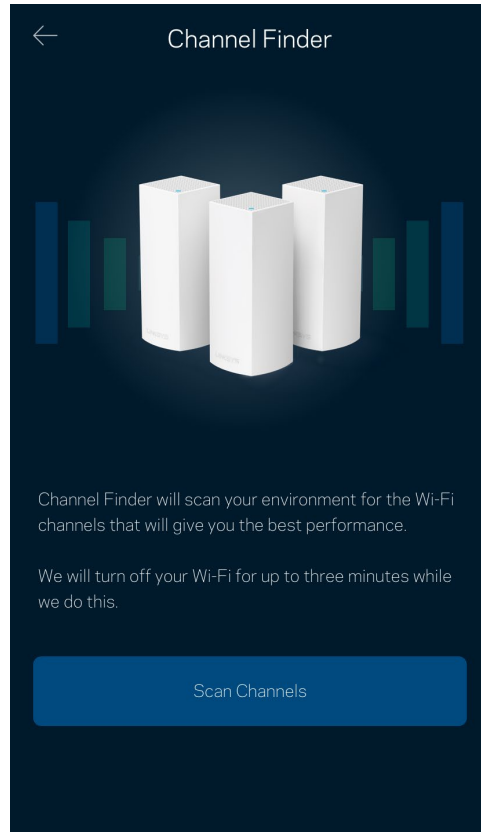 Channel Finder
Channel Finder will scan your environment for the Wi-Fi
channels that will give you the best performance.
We will turn off your Wi-Fi for up to three minutes while
we do this.
Scan Channels